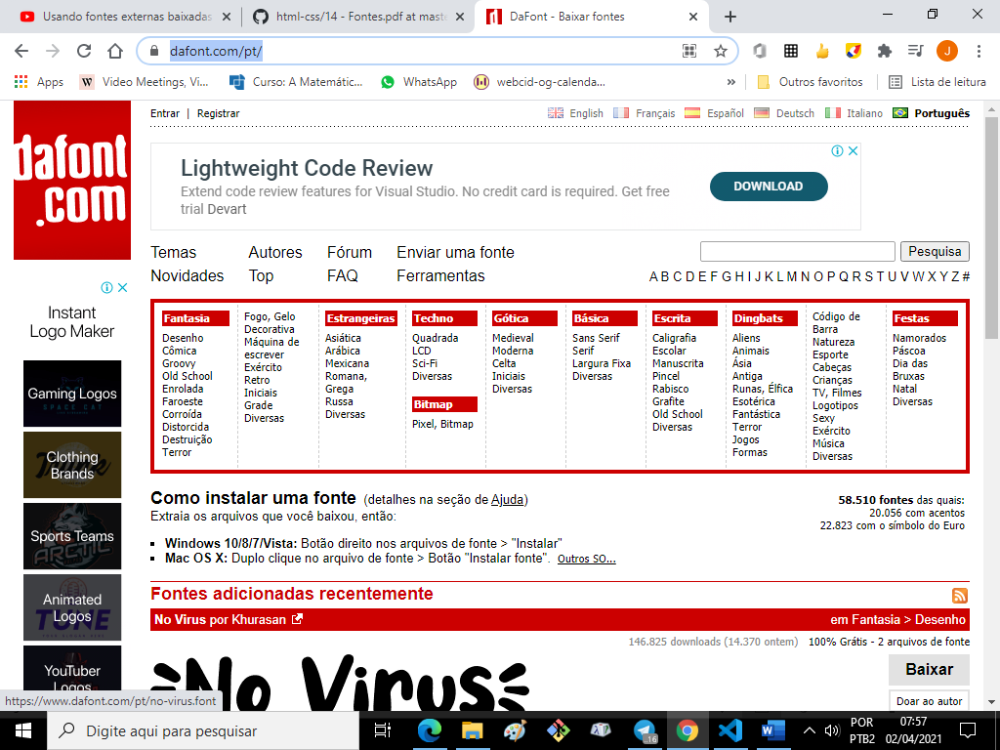 Usando fontes externas baixadas
html-css/14 - Fontes.pdf at maste
DaFont - Baixar fontes
dafont.com/pt/
J
Apps
Video Meetings, Vi...
Curso: A Matemátic...
WhatsApp
webcid-og-calenda...
»
Outros favoritos
Lista de leitura
dafont
.com
Entrar | Registrar
English
Français
Español
Deutsch
Italiano
Português
Lightweight Code Review
Extend code review features for Visual Studio. No credit card is required. Get free
trial Devart
DOWNLOAD
Temas
Autores
Fórum
Enviar uma fonte
Pesquisa
Novidades
Top
FAQ
Ferramentas
A B C D E F G H I J K L M N O P Q R S T U V W X Y Z #
Instant
Logo Maker
Gaming Logos
Clothing
Brands
Sports Teams
ARCTIC
Animated
Logos
TUNE
YouTuber
Logos
Fantasia
Desenho
Cômica
Groovy
Old School
Enrolada
Faroeste
Corroída
Distorcida
Destruição
Terror
Fogo, Gelo
Decorativa
Máquina de
escrever
Exército
Retro
Iniciais
Grade
Diversas
Estrangeiras
Asiática
Arábica
Mexicana
Romana,
Grega
Russa
Diversas
Techno
Quadrada
LCD
Sci-Fi
Diversas
Bitmap
Pixel, Bitmap
Gótica
Medieval
Moderna
Celta
Iniciais
Diversas
Básica
Sans Serif
Serif
Largura Fixa
Diversas
Escrita
Caligrafia
Escolar
Manuscrita
Pincel
Rabisco
Grafite
Old School
Diversas
Dingbats
Aliens
Animais
Ásia
Antiga
Runas, Élfica
Esotérica
Fantástica
Terror
Jogos
Formas
Código de
Barra
Natureza
Esporte
Cabeças
Crianças
TV, Filmes
Logotipos
Sexy
Exército
Música
Diversas
Festas
Namorados
Páscoa
Dia das
Bruxas
Natal
Diversas
Como instalar uma fonte (detalhes na seção de Ajuda)
Extraia os arquivos que você baixou, então:
Windows 10/8/7/Vista: Botão direito nos arquivos de fonte > "Instalar"
Mac OS X: Duplo clique no arquivo de fonte > Botão "Instalar fonte". Outros SO...
58.510 fontes das quais:
20.056 com acentos
22.823 com o símbolo do Euro
Fontes adicionadas recentemente
No Virus por Khurasan
em Fantasia > Desenho
146.825 downloads (14.370 ontem)
100% Grátis - 2 arquivos de fonte
No Virus
Baixar
Doar ao autor
https://www.dafont.com/pt/no-virus.font
Digite aqui para pesquisar
16
POR
PTB2
07:57
02/04/2021